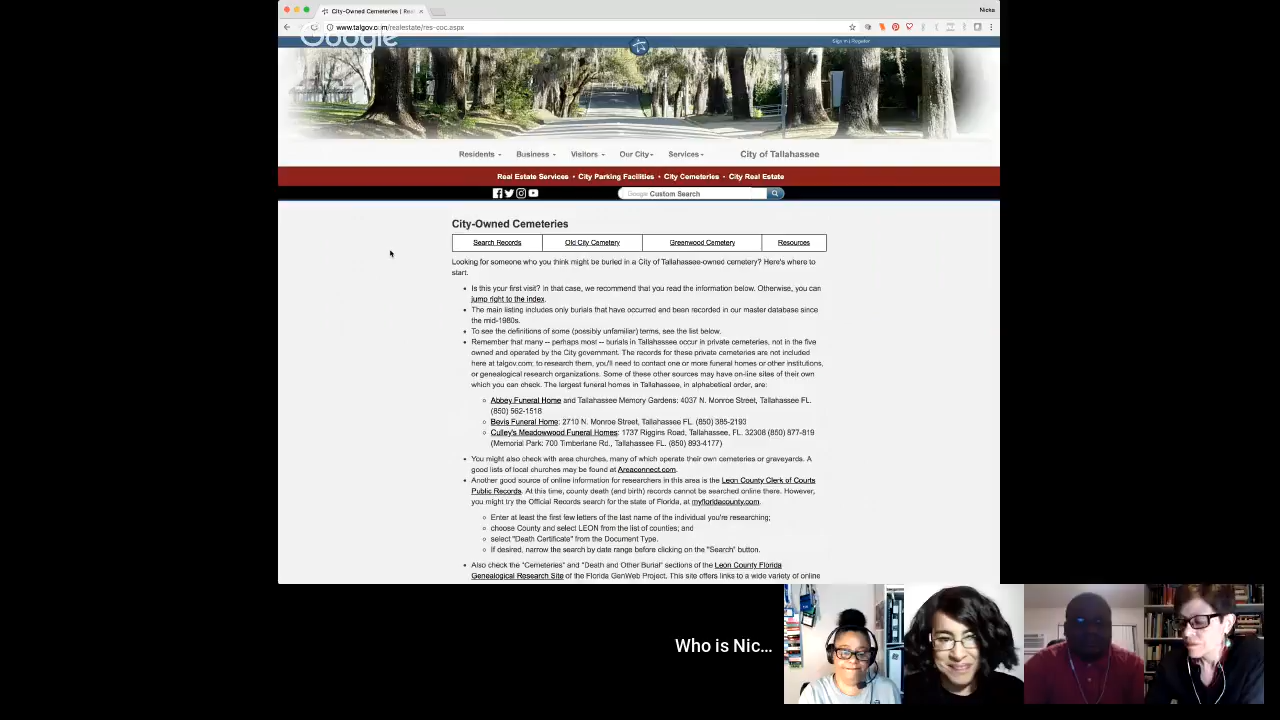 City-Owned Cemeteries | Rea
Nicka
www.talgov.com/realestate/res-coc.aspx
Google
Sign In | Register
Residents Business Visitors Our City Services City of Tallahassee
Real Estate Services • City Parking Facilities • City Cemeteries • City Real Estate
Google Custom Search
City-Owned Cemeteries
Search Records Old City Cemetery Greenwood Cemetery Resources
Looking for someone who you think might be buried in a City of Tallahassee-owned cemetery? Here's where to
start.
• Is this your first visit? In that case, we recommend that you read the information below. Otherwise, you can
jump right to the index.
• The main listing includes only burials that have occurred and been recorded in our master database since
the mid-1980s.
• To see the definitions of some (possibly unfamiliar) terms, see the list below.
• Remember that many -- perhaps most -- burials in Tallahassee occur in private cemeteries, not in the five
owned and operated by the City government. The records for these private cemeteries are not included
here at talgov.com; to research them, you'll need to contact one or more funeral homes or other institutions,
or genealogical research organizations. Some of these other sources may have on-line sites of their own
which you can check. The largest funeral homes in Tallahassee, in alphabetical order, are:
Abbey Funeral Home and Tallahassee Memory Gardens: 4037 N. Monroe Street, Tallahassee FL.
(850) 562-1518
Bevis Funeral Home: 2710 N. Monroe Street, Tallahassee FL. (850) 385-2193
Culley's Meadowwood Funeral Homes: 1737 Riggins Road, Tallahassee, FL. 32308 (850) 877-819
(Memorial Park: 700 Timberlane Rd., Tallahassee FL. (850) 893-4177)
• You might also check with area churches, many of which operate their own cemeteries or graveyards. A
good lists of local churches may be found at Areaconnect.com.
• Another good source of online information for researchers in this area is the Leon County Clerk of Courts
Public Records. At this time, county death (and birth) records cannot be searched online there. However,
you might try the Official Records search for the state of Florida, at myfloridacounty.com.
Enter at least the first few letters of the last name of the individual you're researching;
choose County and select LEON from the list of counties; and
select "Death Certificate" from the Document Type.
If desired, narrow the search by date range before clicking on the "Search" button.
• Also check the "Cemeteries" and "Death and Other Burial" sections of the Leon County Florida
Genealogical Research Site of the Florida GenWeb Project. This site offers links to a wide variety of online
Who is Nic...